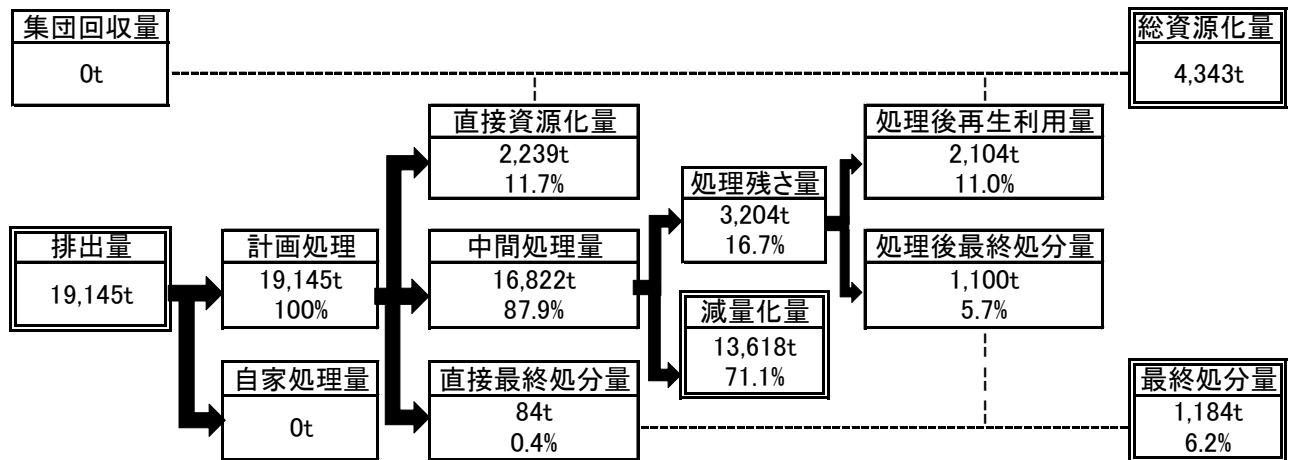 集団回収量
0t
総資源化量
4,343t
直接資源化量
2,239t
11.7%
処理後再生利用量
2,104t
11.0%
処理残さ量
3,204t
16.7%
排出量
19,145t
計画処理
19,145t
100%
中間処理量
16,822t
87.9%
処理後最終処分量
1,100t
5.7%
減量化量
13,618t
71.1%
自家処理量
0t
直接最終処分量
84t
0.4%
最終処分量
1,184t
6.2%